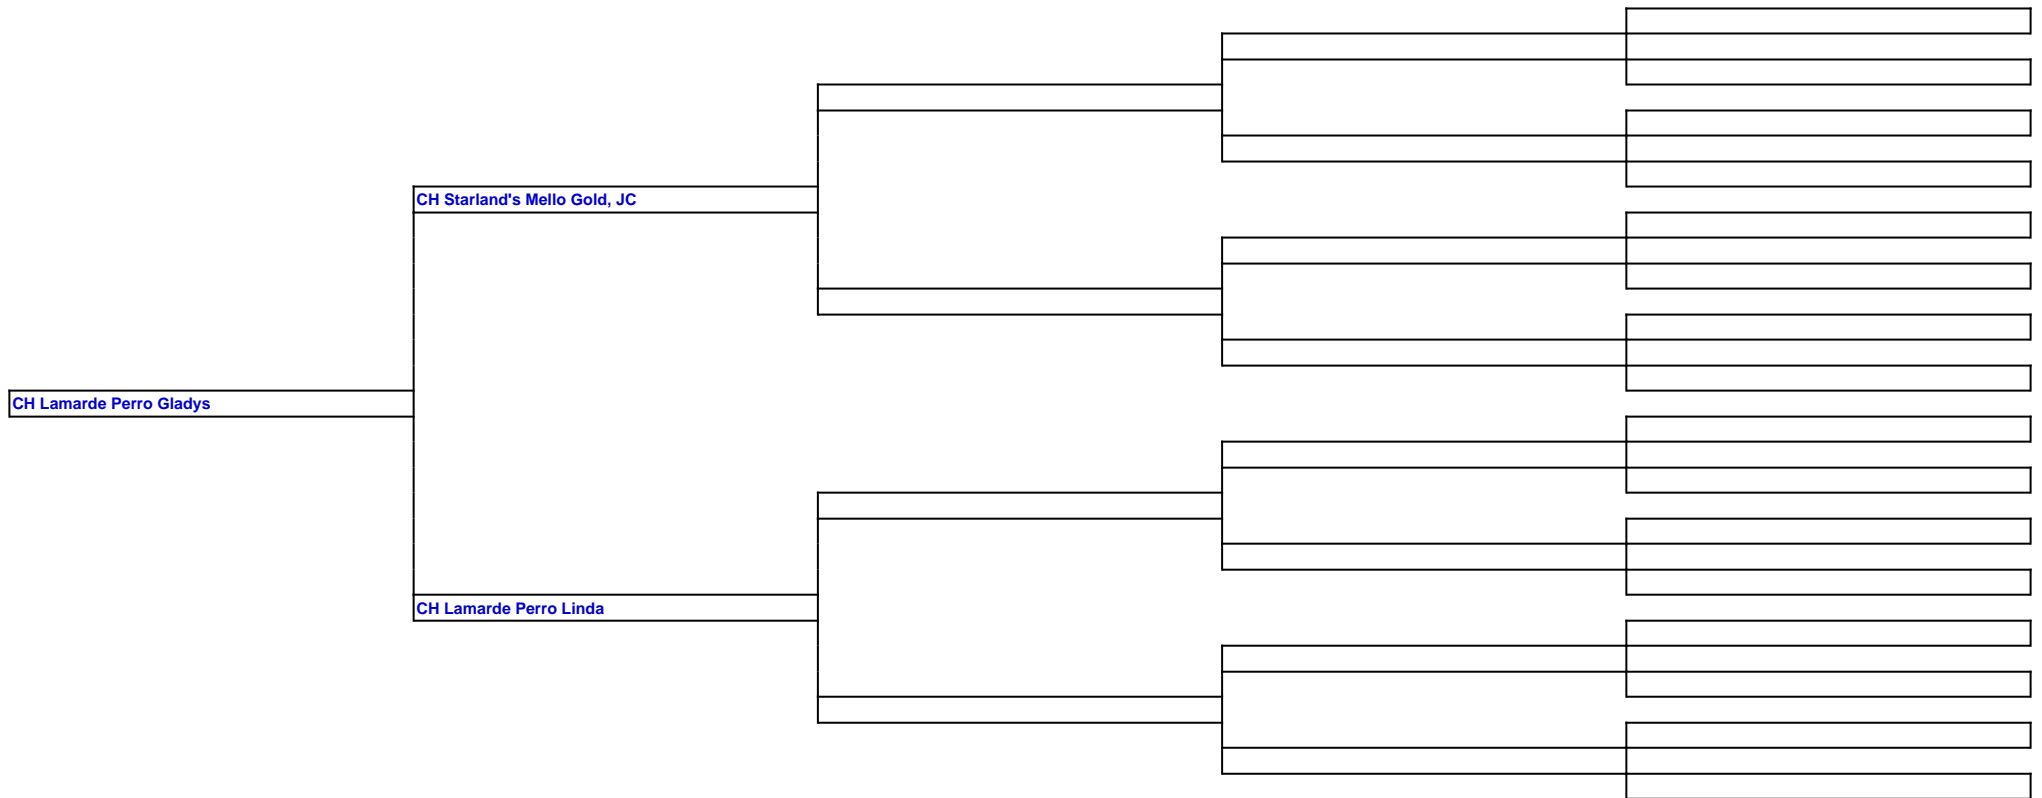 CH Starland's Mello Gold, JC
CH Lamarde Perro Gladys
CH Lamarde Perro Linda